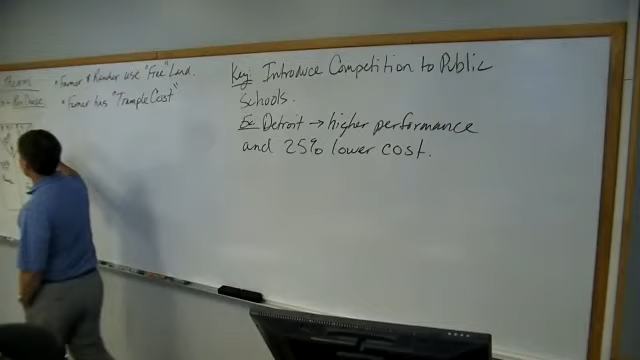 Theorem
• Farmer & Rancher use "Free" Land.
• Farmer has "Trample Cost"
Key: Introduce Competition to Public
Schools.
Ex: Detroit → higher performance
and 25% lower cost.